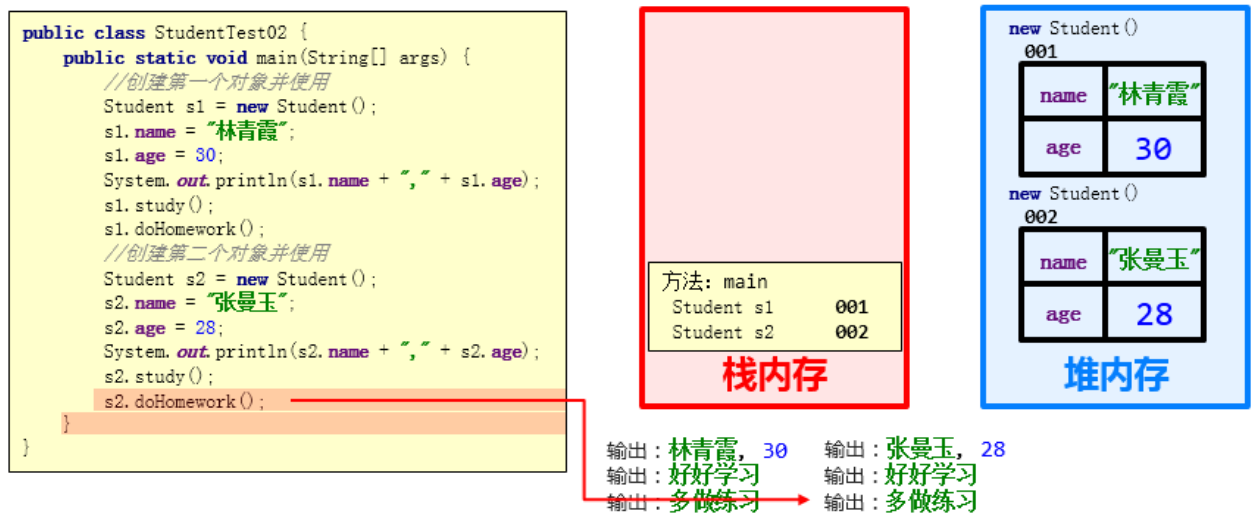 public class StudentTest02 {
public static void main(String[] args) {
//创建第一个对象并使用
Student s1 = new Student();
s1.name = "林青霞";
s1.age = 30;
System.out.println(s1.name + "," + s1.age);
s1.study();
s1.doHomework();
//创建第二个对象并使用
Student s2 = new Student();
s2.name = "张曼玉";
s2.age = 28;
System.out.println(s2.name + "," + s2.age);
s2.study();
s2.doHomework();
}
}
方法：main
Student s1 001
Student s2 002
栈内存
new Student()
001
name "林青霞"
age 30
new Student()
002
name "张曼玉"
age 28
堆内存
输出：林青霞，30
输出：好好学习
输出：多做练习
输出：张曼玉，28
输出：好好学习
输出：多做练习